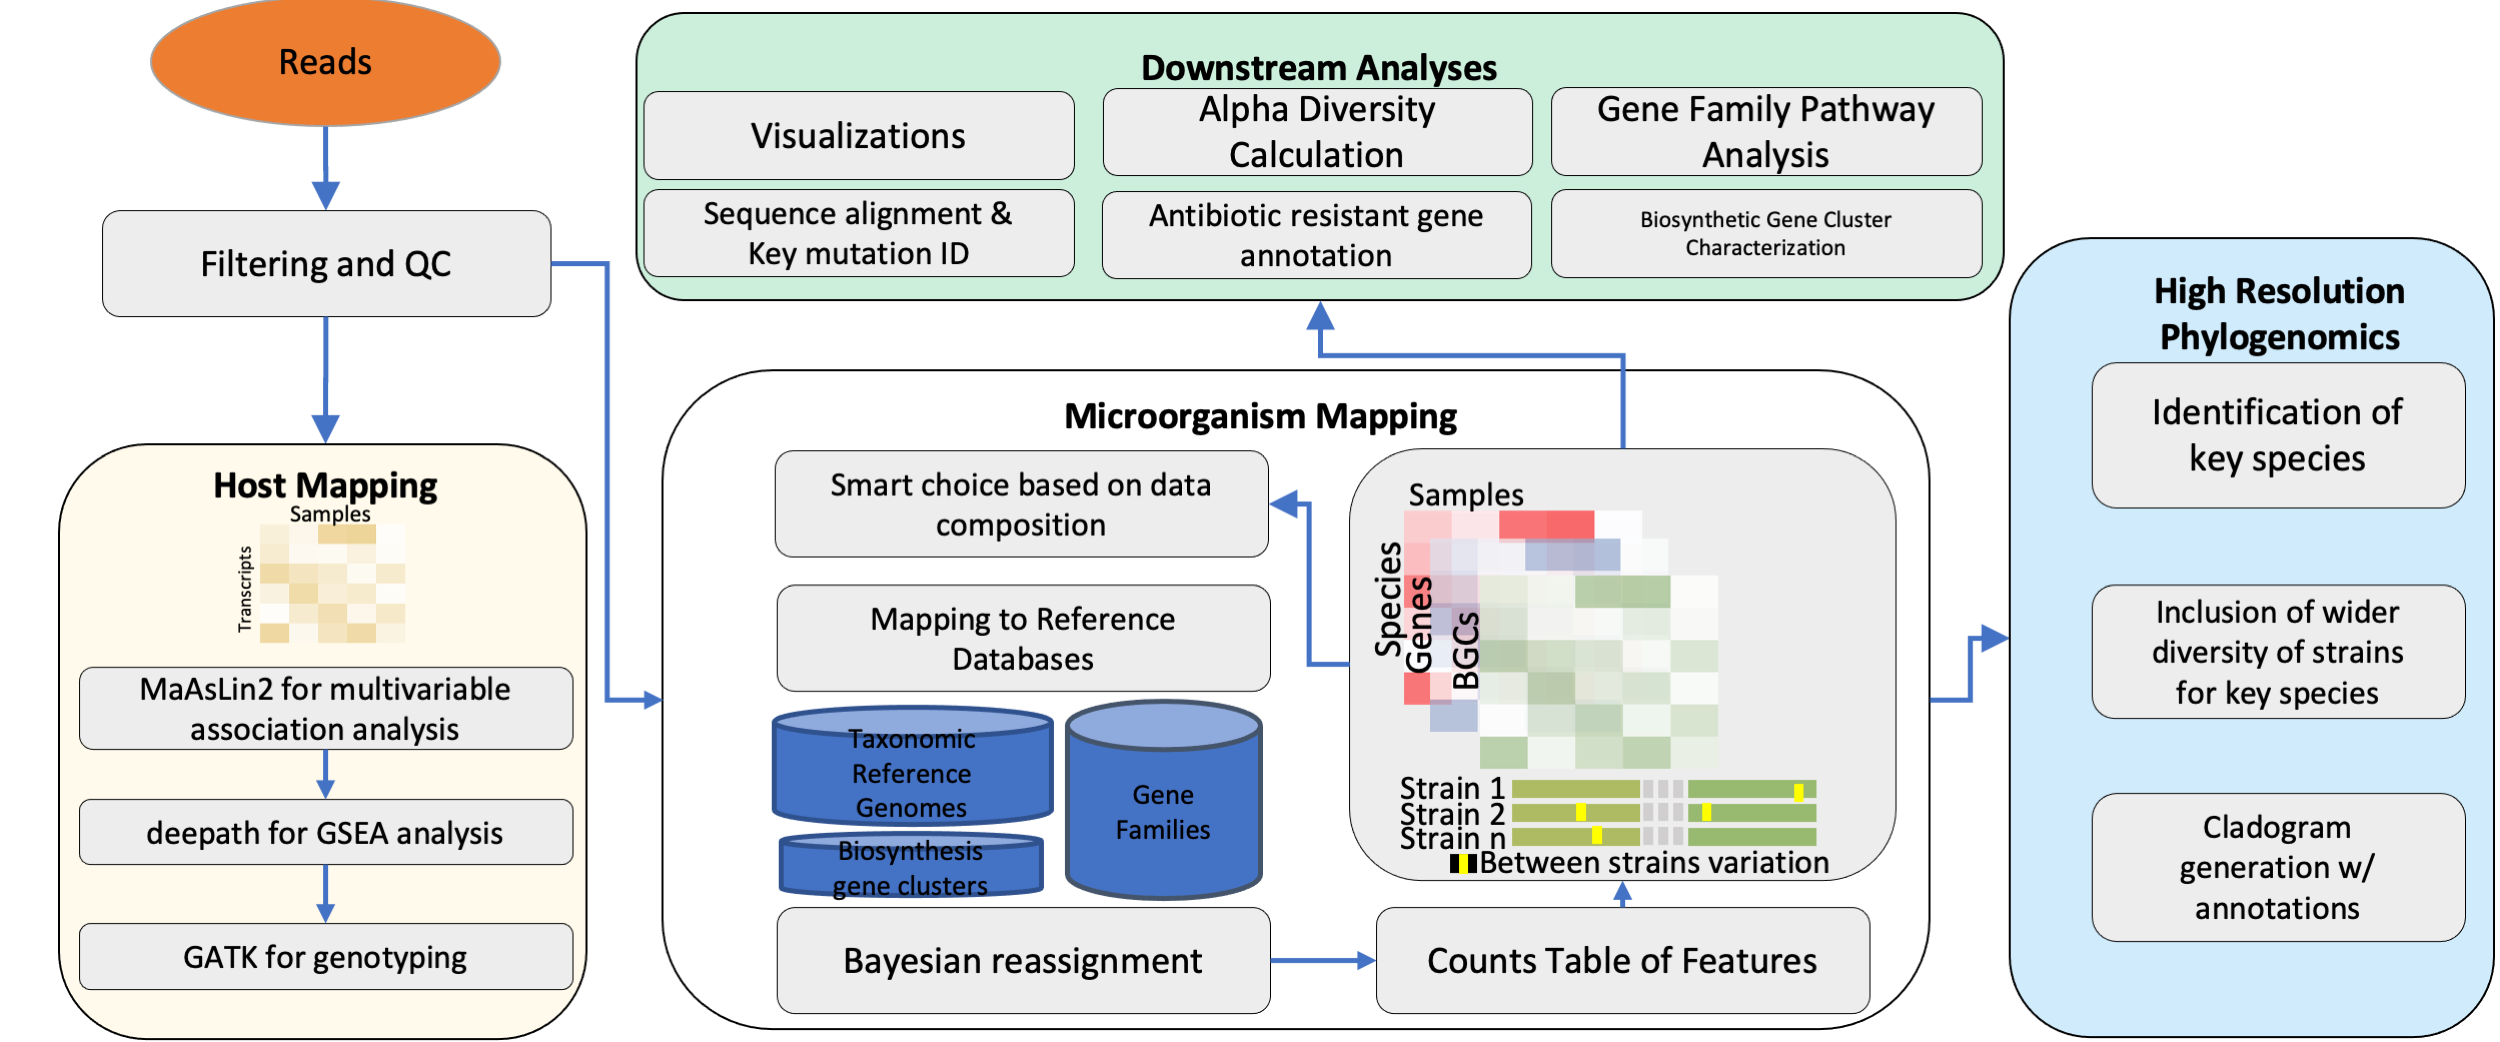 Reads
Filtering and QC
Host Mapping
Samples
Transcripts
MaAsLin2 for multivariable
association analysis
deepath for GSEA analysis
GATK for genotyping
Downstream Analyses
Visualizations
Alpha Diversity
Calculation
Gene Family Pathway
Analysis
Sequence alignment &
Key mutation ID
Antibiotic resistant gene
annotation
Biosynthetic Gene Cluster
Characterization
Microorganism Mapping
Smart choice based on data
composition
Mapping to Reference
Databases
Taxonomic
Reference
Genomes
Biosynthesis
gene clusters
Gene
Families
Bayesian reassignment
Counts Table of Features
Samples
Species
Genes
BGCs
Strain 1
Strain 2
Strain n
Between strains variation
High Resolution
Phylogenomics
Identification of
key species
Inclusion of wider
diversity of strains
for key species
Cladogram
generation w/
annotations